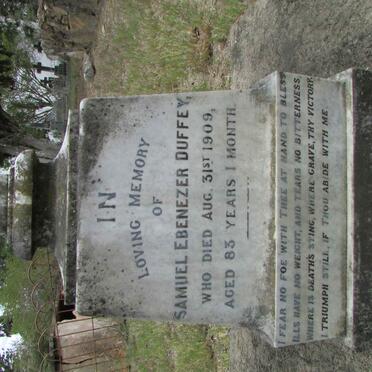 IN
LOVING MEMORY
OF
SAMUEL EBENEZER DUFFEY,
WHO DIED AUG. 31ST 1909,
AGED 83 YEARS 1 MONTH.
I FEAR NO FOE WITH THEE AT HAND TO BLESS
ILLS HAVE NO WEIGHT, AND TEARS NO BITTERNESS,
WHERE IS DEATH'S STING, WHERE GRAVE, THY VICTORY,
I TRIUMPH STILL, IF THOU ABIDE WITH ME